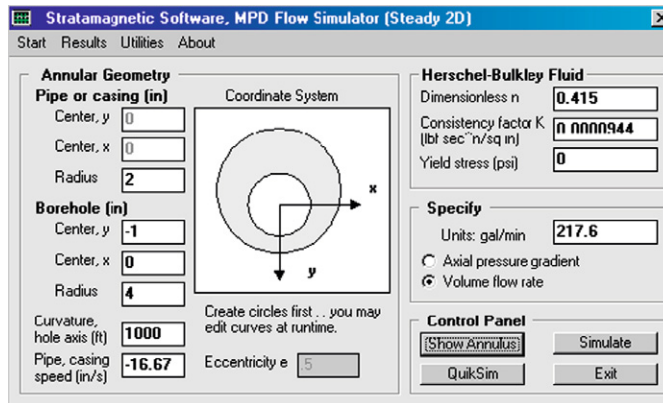 Stratamagnetic Software, MPD Flow Simulator (Steady 2D)
Start Results Utilities About
Annular Geometry
Pipe or casing (in)
Center, y 0
Center, x 0
Radius 2
Borehole (in)
Center, y -1
Center, x 0
Radius 4
Curvature, hole axis (ft) 1000
Pipe, casing speed (in/s) -16.67
Coordinate System
x
y
Create circles first . . you may
edit curves at runtime.
Eccentricity e .5
Herschel-Bulkley Fluid
Dimensionless n 0.415
Consistency factor K (lbf sec^n/sq in) 0.0000944
Yield stress (psi) 0
Specify
Units: gal/min 217.6
Axial pressure gradient
Volume flow rate
Control Panel
Show Annulus Simulate
QuikSim Exit